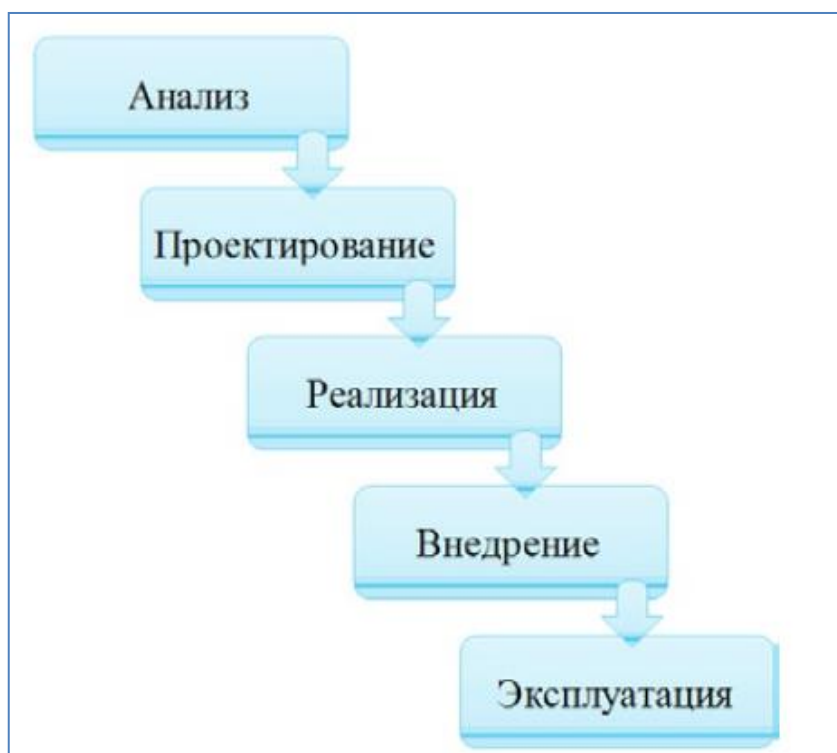 Анализ
Проектирование
Реализация
Внедрение
Эксплуатация